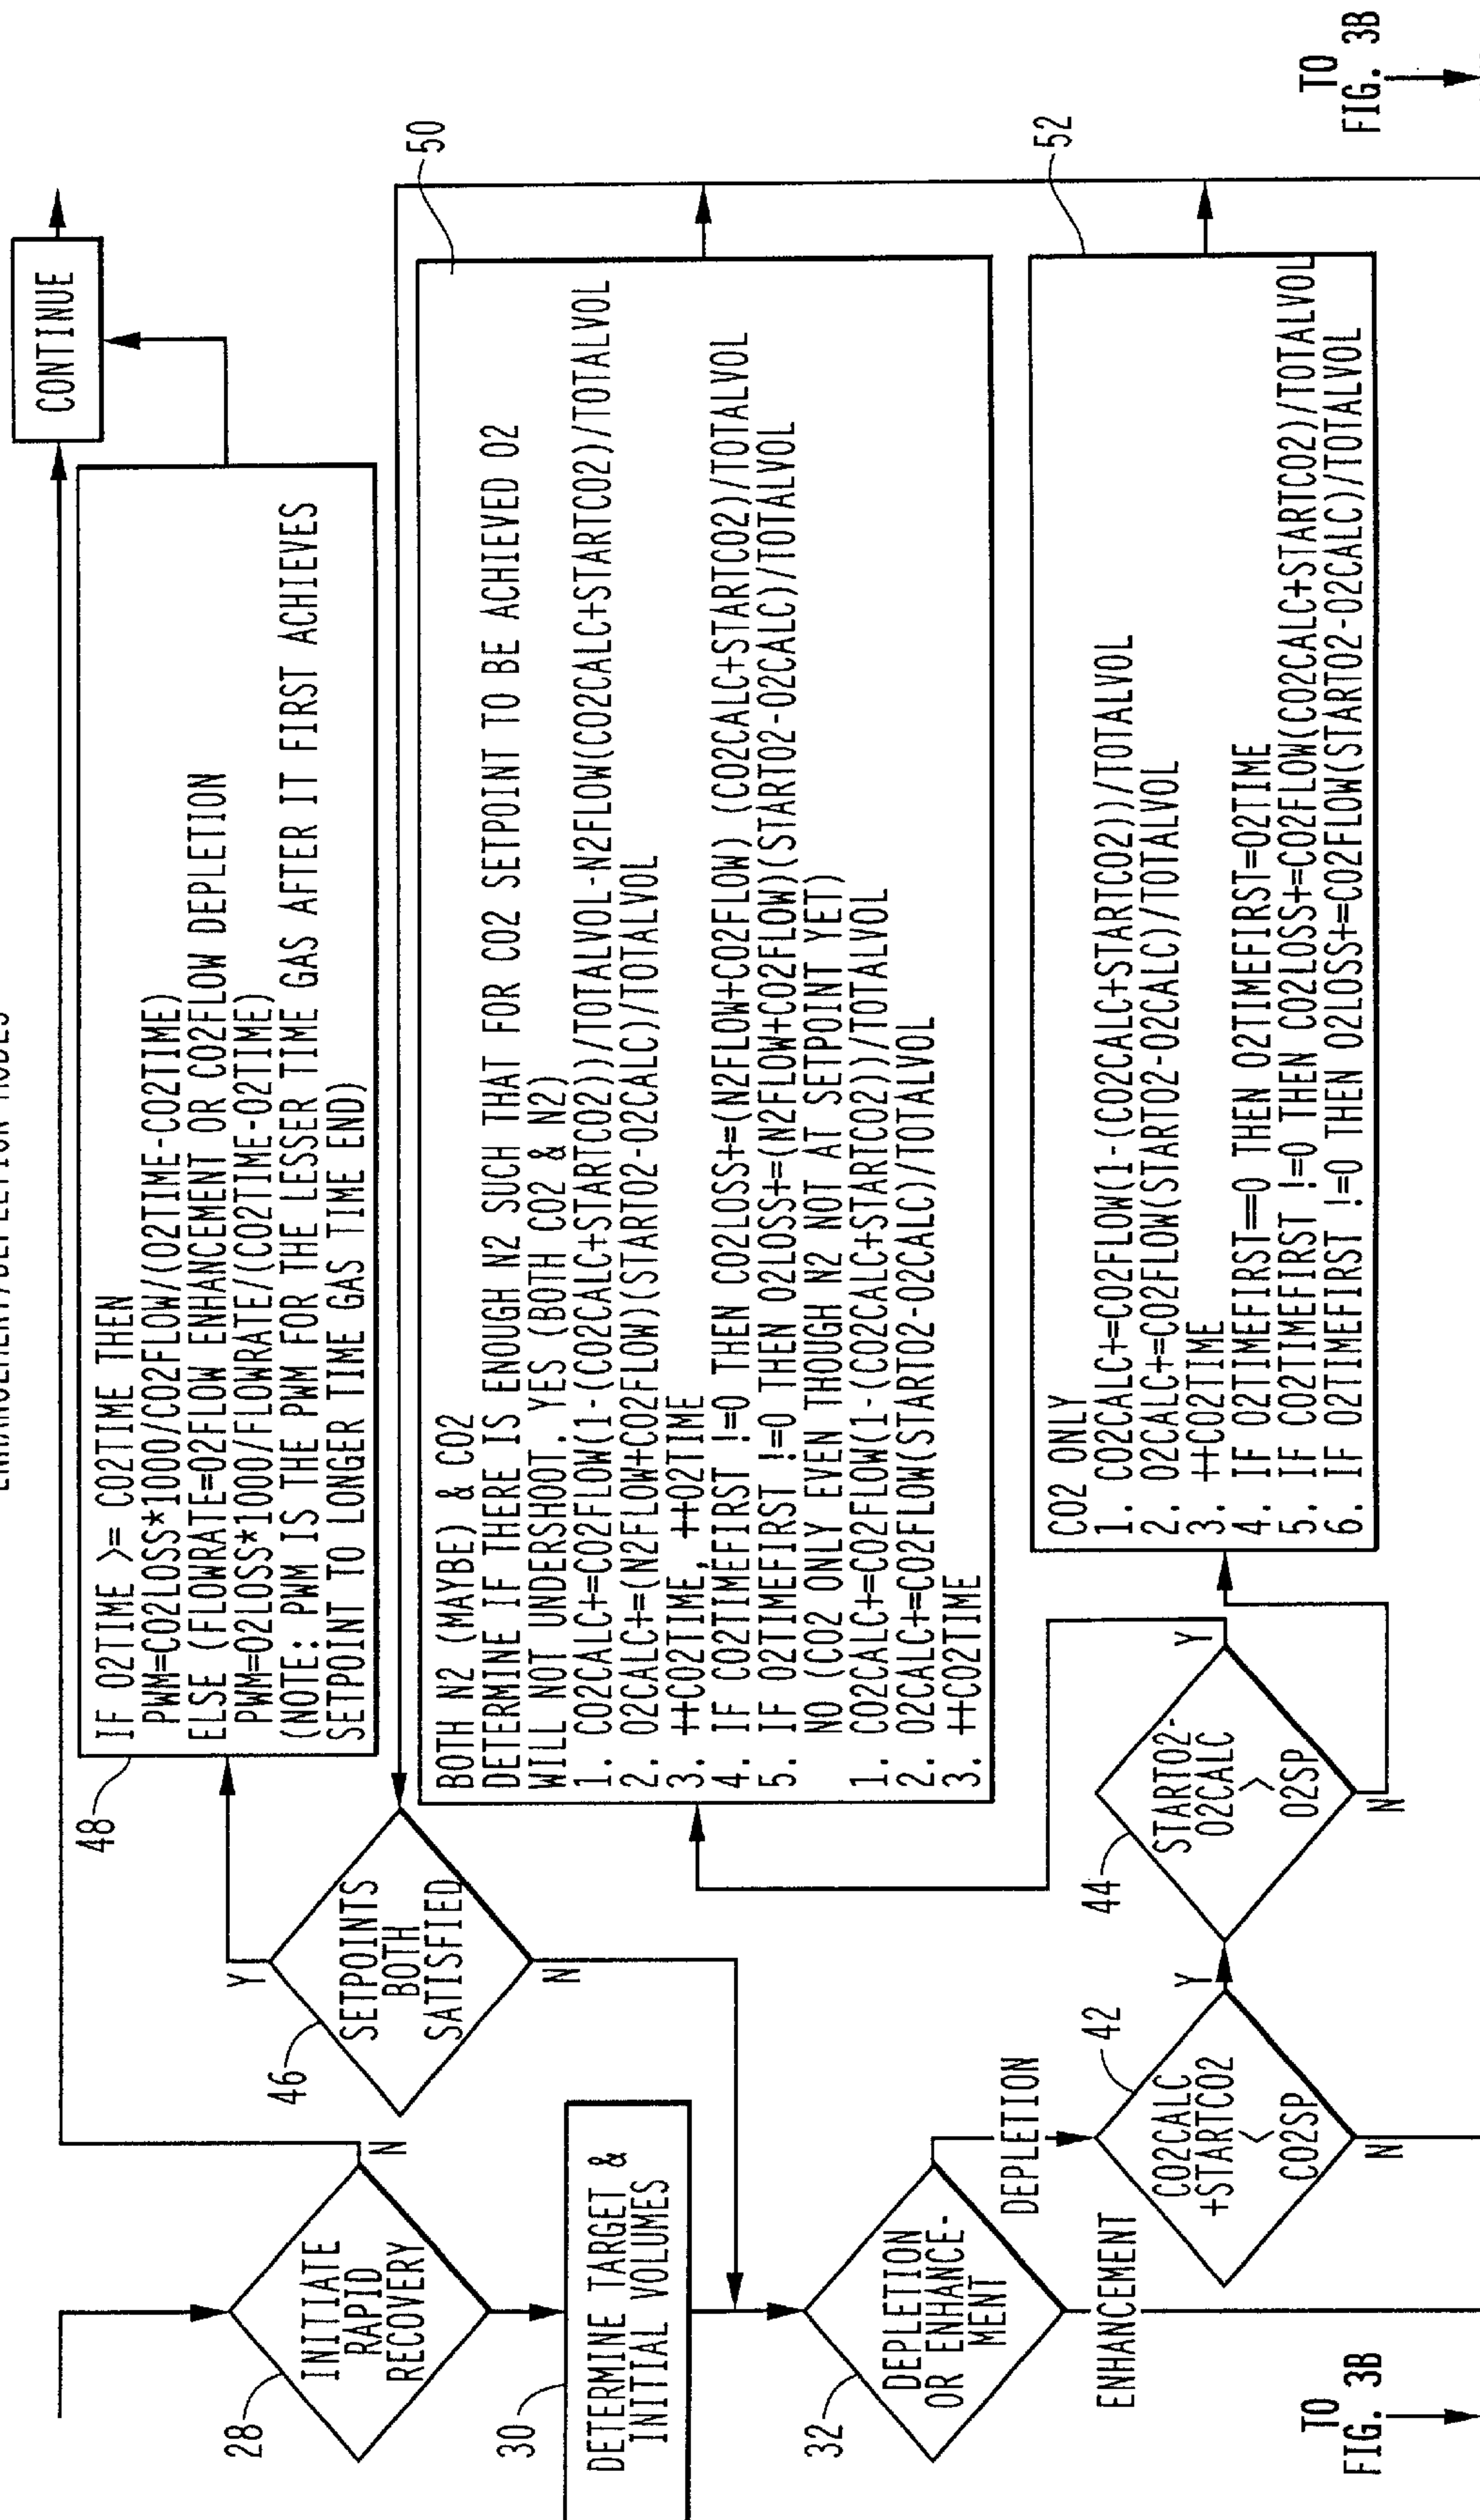 CONTINUE
48
IF O2TIME >= CO2TIME THEN
PWM=CO2LOSS*1000/CO2FLOW/(O2TIME-CO2TIME)
ELSE (FLOWRATE=O2FLOW ENHANCEMENT OR CO2FLOW DEPLETION
PWM=O2LOSS*1000/FLOWRATE/(CO2TIME-O2TIME)
(NOTE: PWM IS THE PWM FOR THE LESSER TIME GAS AFTER IT FIRST ACHIEVES
SETPOINT TO LONGER TIME GAS TIME END)
28
INITIATE
RAPID
RECOVERY
N
46
SETPOINTS
BOTH
SATISFIED
Y
N
50
BOTH N2 (MAYBE) & CO2
DETERMINE IF THERE IS ENOUGH N2 SUCH THAT FOR CO2 SETPOINT TO BE ACHIEVED O2
WILL NOT UNDERSHOOT. YES (BOTH CO2 & N2)
1. CO2CALC+=CO2FLOW(1-(CO2CALC+STARTCO2))/TOTALVOL-N2FLOW(CO2CALC+STARTCO2)/TOTALVOL
2. O2CALC+=(N2FLOW+CO2FLOW)(STARTO2-O2CALC)/TOTALVOL
3. ++CO2TIME, ++O2TIME
4. IF CO2TIMEFIRST !=0 THEN CO2LOSS+=(N2FLOW+CO2FLOW) (CO2CALC+STARTCO2)/TOTALVOL
5. IF O2TIMEFIRST !=0 THEN O2LOSS+=(N2FLOW+CO2FLOW)(STARTO2-O2CALC)/TOTALVOL
NO (CO2 ONLY EVEN THOUGH N2 NOT AT SETPOINT YET)
1. CO2CALC+=CO2FLOW(1-(CO2CALC+STARTCO2))/TOTALVOL
2. O2CALC+=CO2FLOW(STARTO2-O2CALC)/TOTALVOL
3. ++CO2TIME
30
DETERMINE TARGET &
INITIAL VOLUMES
32
DEPLETION
OR ENHANCE-
MENT
DEPLETION
ENHANCEMENT
42
CO2CALC
+STARTCO2
<
CO2SP
Y
N
44
STARTO2-
O2CALC
>
O2SP
Y
N
52
CO2 ONLY
1. CO2CALC+=CO2FLOW(1-(CO2CALC+STARTCO2))/TOTALVOL
2. O2CALC+=CO2FLOW(STARTO2-O2CALC)/TOTALVOL
3. ++CO2TIME
4. IF O2TIMEFIRST==0 THEN O2TIMEFIRST=O2TIME
5. IF CO2TIMEFIRST !=0 THEN CO2LOSS+=CO2FLOW(CO2CALC+STARTCO2)/TOTALVOL
6. IF O2TIMEFIRST !=0 THEN O2LOSS+=CO2FLOW(STARTO2-O2CALC)/TOTALVOL
TO
FIG. 3B
TO
FIG. 3B